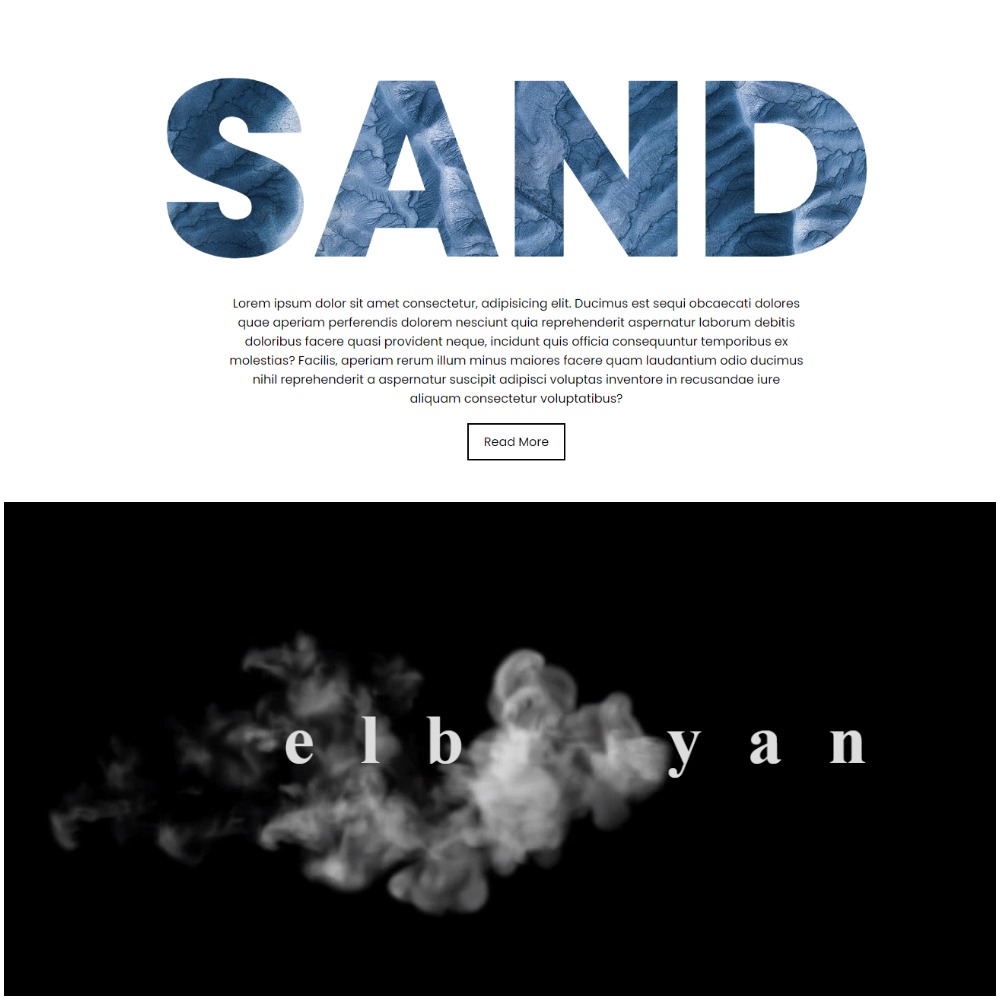 SAND
Lorem ipsum dolor sit amet consectetur, adipisicing elit. Ducimus est sequi obcaecati dolores
quae aperiam perferendis dolorem nesciunt quia reprehenderit aspernatur laborum debitis
doloribus facere quasi provident neque, incidunt quis officia consequuntur temporibus ex
molestias? Facilis, aperiam rerum illum minus maiores facere quam laudantium odio ducimus
nihil reprehenderit a aspernatur suscipit adipisci voluptas inventore in recusandae iure
aliquam consectetur voluptatibus?
Read More
e l b y a n